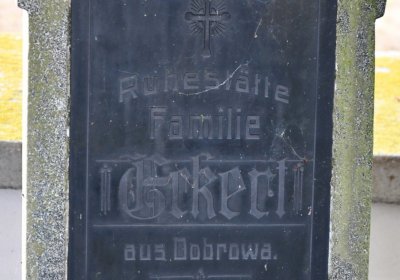 Ruhestätte
Familie
Eckert
aus Dobrowa.